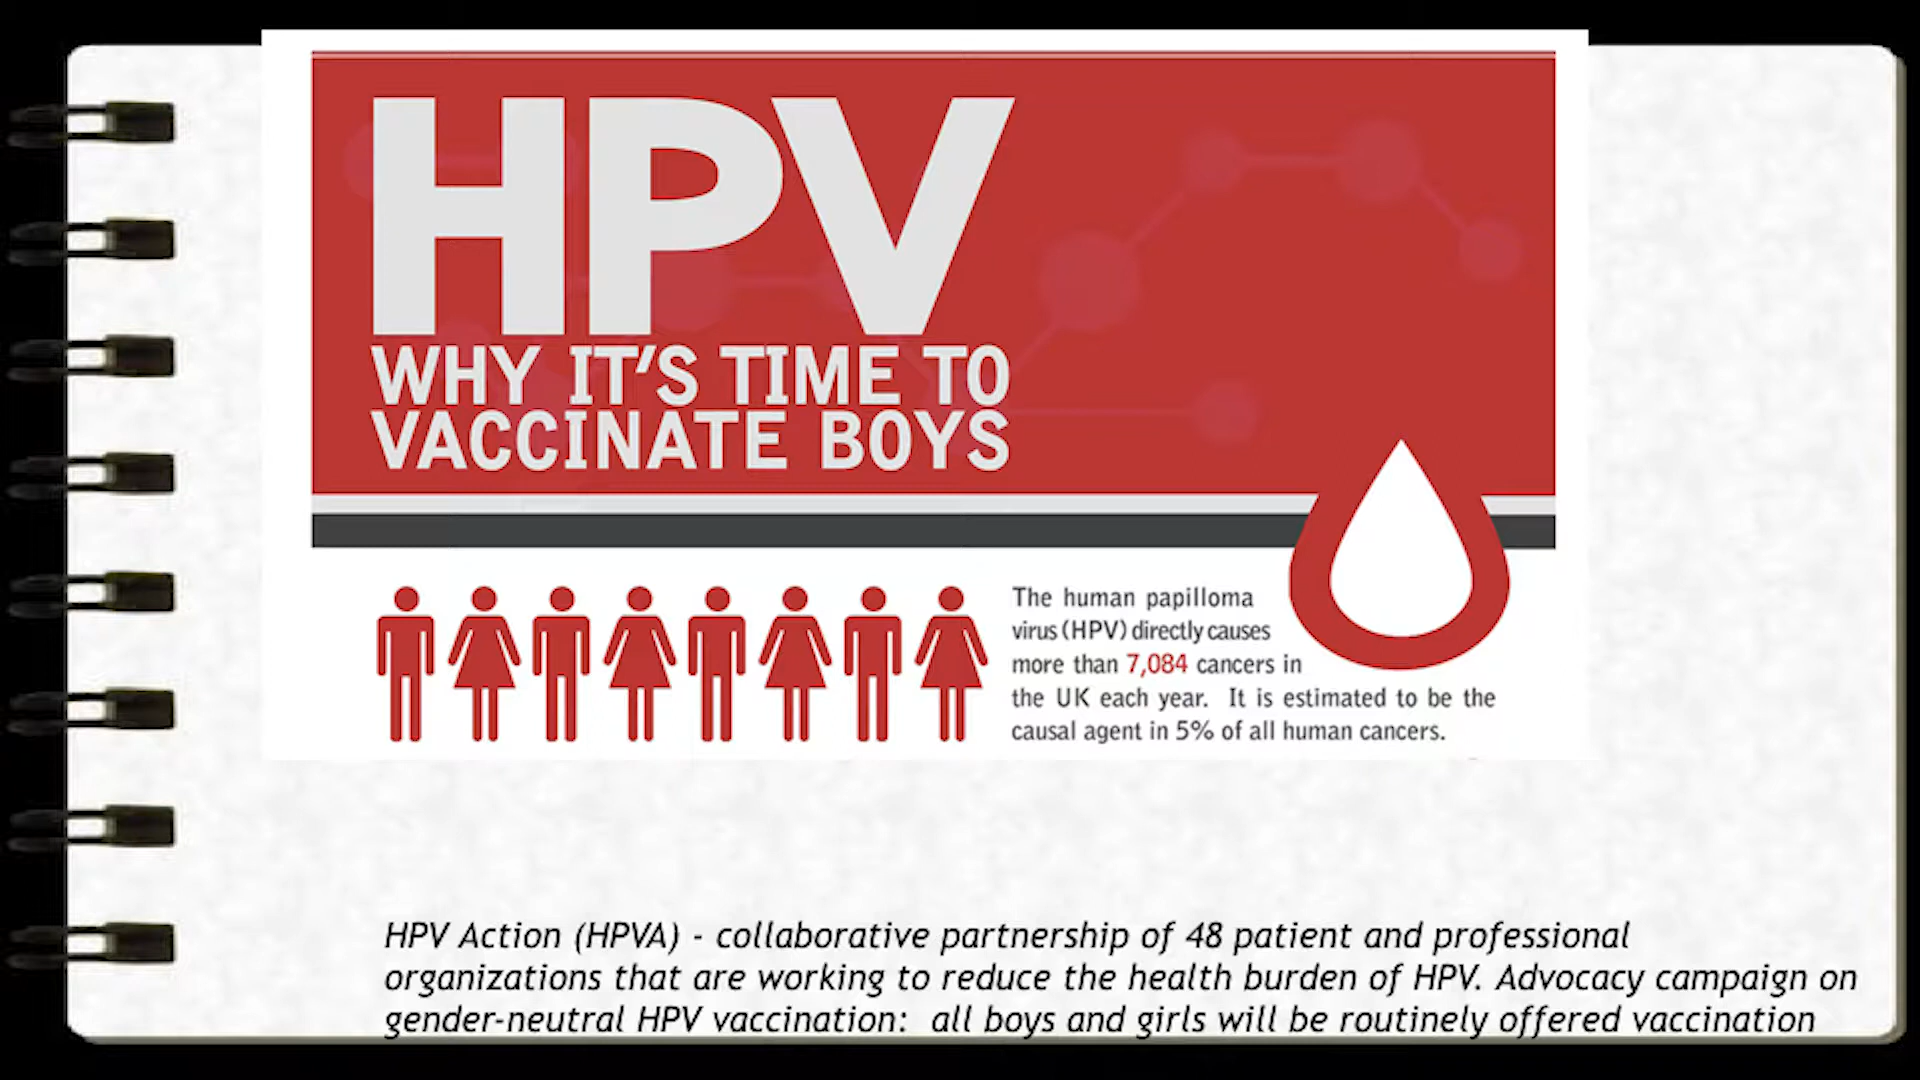 HPV
WHY IT'S TIME TO
VACCINATE BOYS
The human papilloma
virus (HPV) directly causes
more than 7,084 cancers in
the UK each year. It is estimated to be the
causal agent in 5% of all human cancers.
HPV Action (HPVA) - collaborative partnership of 48 patient and professional
organizations that are working to reduce the health burden of HPV. Advocacy campaign on
gender-neutral HPV vaccination: all boys and girls will be routinely offered vaccination